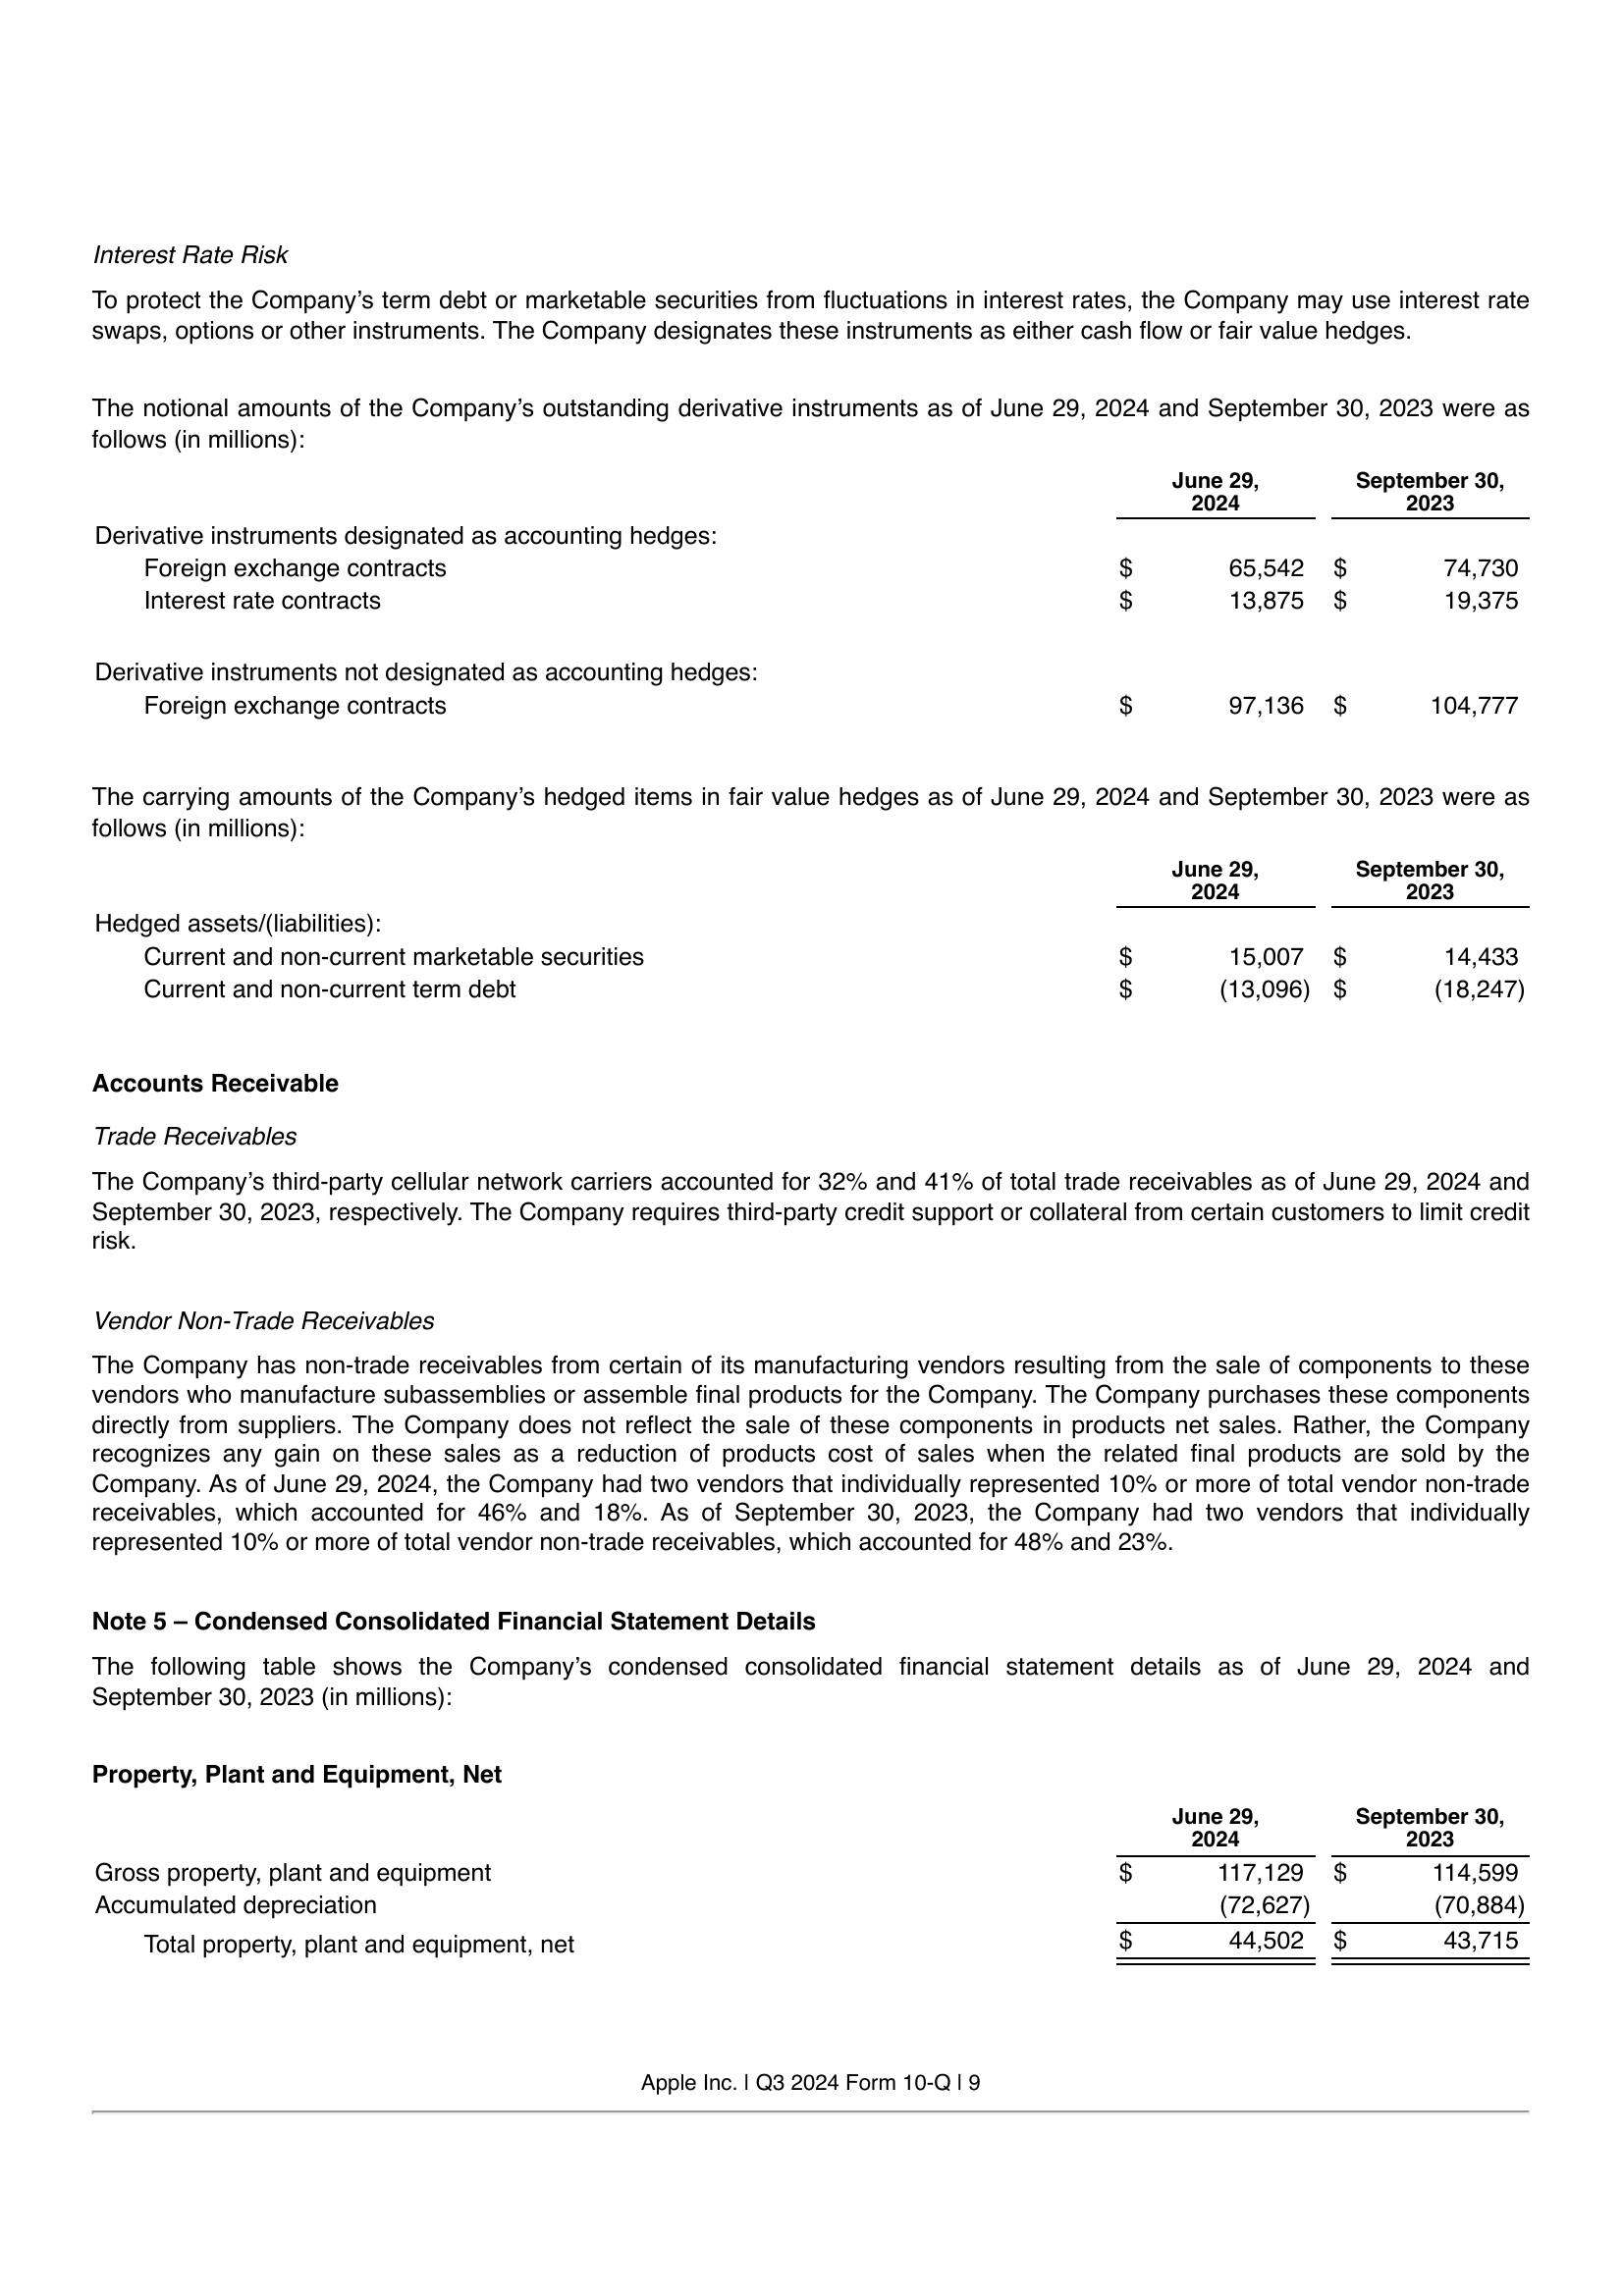 Interest Rate Risk
To protect the Company’s term debt or marketable securities from fluctuations in interest rates, the Company may use interest rate
swaps, options or other instruments. The Company designates these instruments as either cash flow or fair value hedges.
The notional amounts of the Company’s outstanding derivative instruments as of June 29, 2024 and September 30, 2023 were as
follows (in millions):
June 29, September 30,
2024 2023
Derivative instruments designated as accounting hedges:
Foreign exchange contracts $ 65,542 $ 74,730
Interest rate contracts $ 13,875 $ 19,375
Derivative instruments not designated as accounting hedges:
Foreign exchange contracts $ 97,136 $ 104,777
The carrying amounts of the Company’s hedged items in fair value hedges as of June 29, 2024 and September 30, 2023 were as
follows (in millions):
June 29, September 30,
2024 2023
Hedged assets/(liabilities):
Current and non-current marketable securities $ 15,007 $ 14,433
Current and non-current term debt $ (13,096) $ (18,247)
Accounts Receivable
Trade Receivables
The Company’s third-party cellular network carriers accounted for 32% and 41% of total trade receivables as of June 29, 2024 and
September 30, 2023, respectively. The Company requires third-party credit support or collateral from certain customers to limit credit
risk.
Vendor Non-Trade Receivables
The Company has non-trade receivables from certain of its manufacturing vendors resulting from the sale of components to these
vendors who manufacture subassemblies or assemble final products for the Company. The Company purchases these components
directly from suppliers. The Company does not reflect the sale of these components in products net sales. Rather, the Company
recognizes any gain on these sales as a reduction of products cost of sales when the related final products are sold by the
Company. As of June 29, 2024, the Company had two vendors that individually represented 10% or more of total vendor non-trade
receivables, which accounted for 46% and 18%. As of September 30, 2023, the Company had two vendors that individually
represented 10% or more of total vendor non-trade receivables, which accounted for 48% and 23%.
Note 5 – Condensed Consolidated Financial Statement Details
The following table shows the Company’s condensed consolidated financial statement details as of June 29, 2024 and
September 30, 2023 (in millions):
Property, Plant and Equipment, Net
June 29, September 30,
2024 2023
Gross property, plant and equipment $ 117,129 $ 114,599
Accumulated depreciation (72,627) (70,884)
Total property, plant and equipment, net $ 44,502 $ 43,715
Apple Inc. | Q3 2024 Form 10-Q | 9